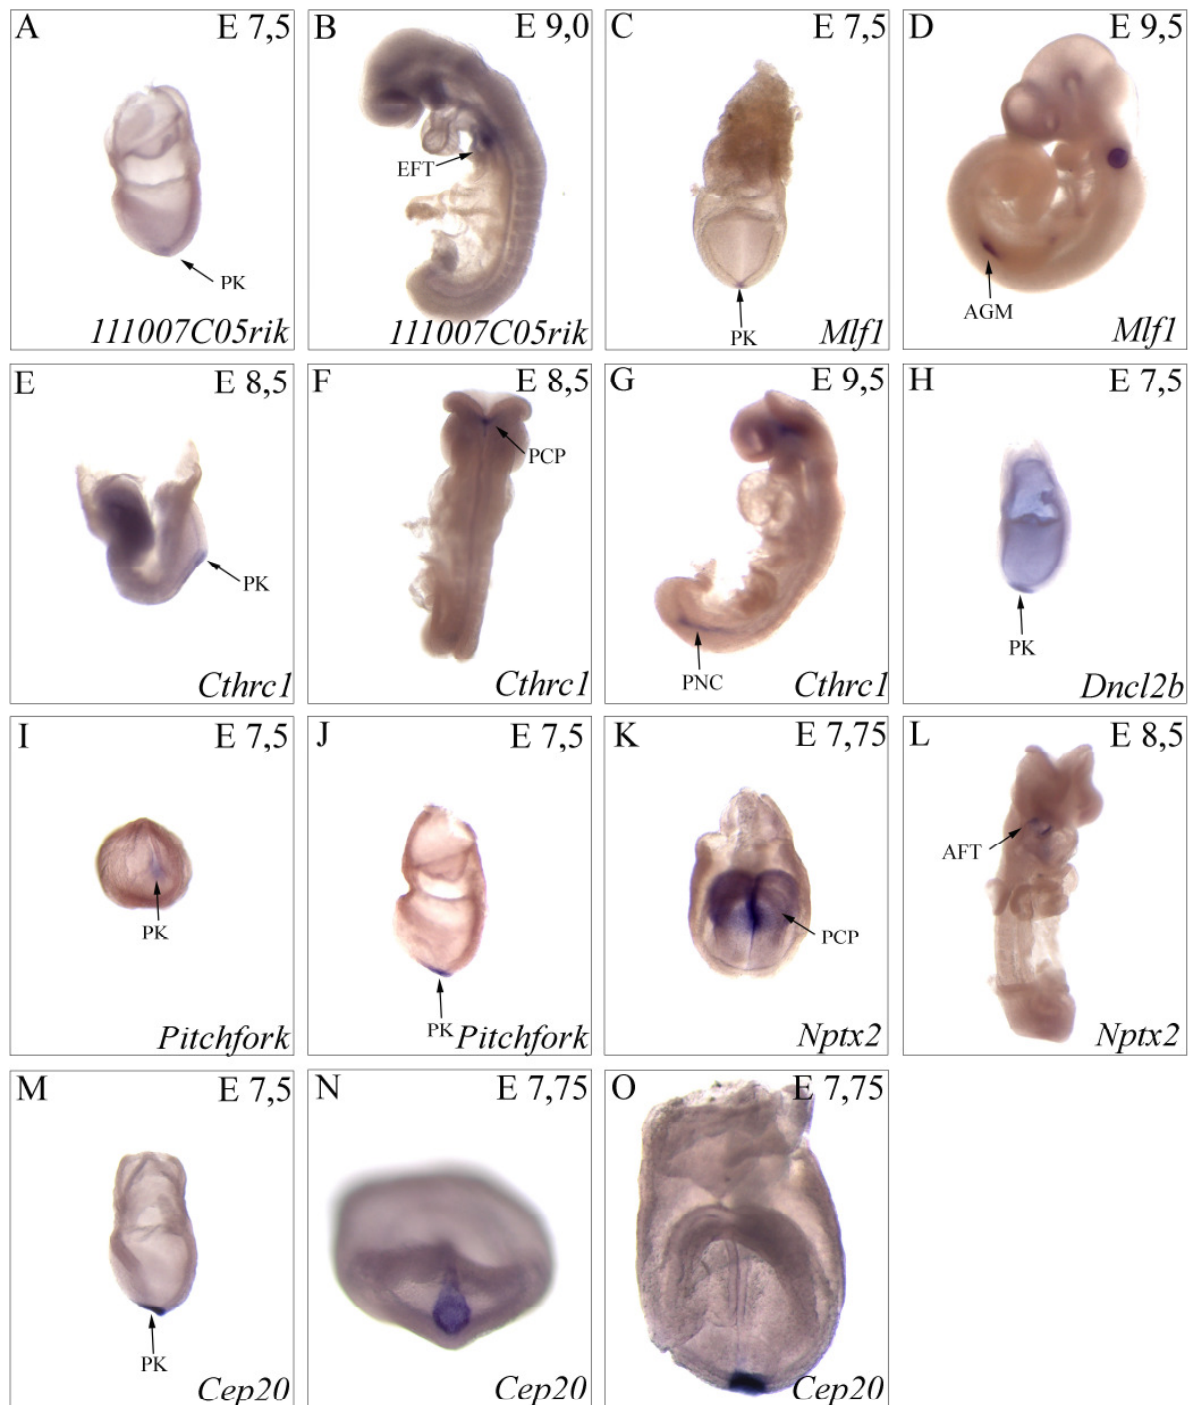 A E 7,5
PK
111007C05rik
B E 9,0
EFT
111007C05rik
C E 7,5
PK
Mlf1
D E 9,5
AGM
Mlf1
E E 8,5
PK
Cthrc1
F E 8,5
PCP
Cthrc1
G E 9,5
PNC
Cthrc1
H E 7,5
PK
Dncl2b
I E 7,5
PK
Pitchfork
J E 7,5
PK Pitchfork
K E 7,75
PCP
Nptx2
L E 8,5
AFT
Nptx2
M E 7,5
PK
Cep20
N E 7,75
Cep20
O E 7,75
Cep20